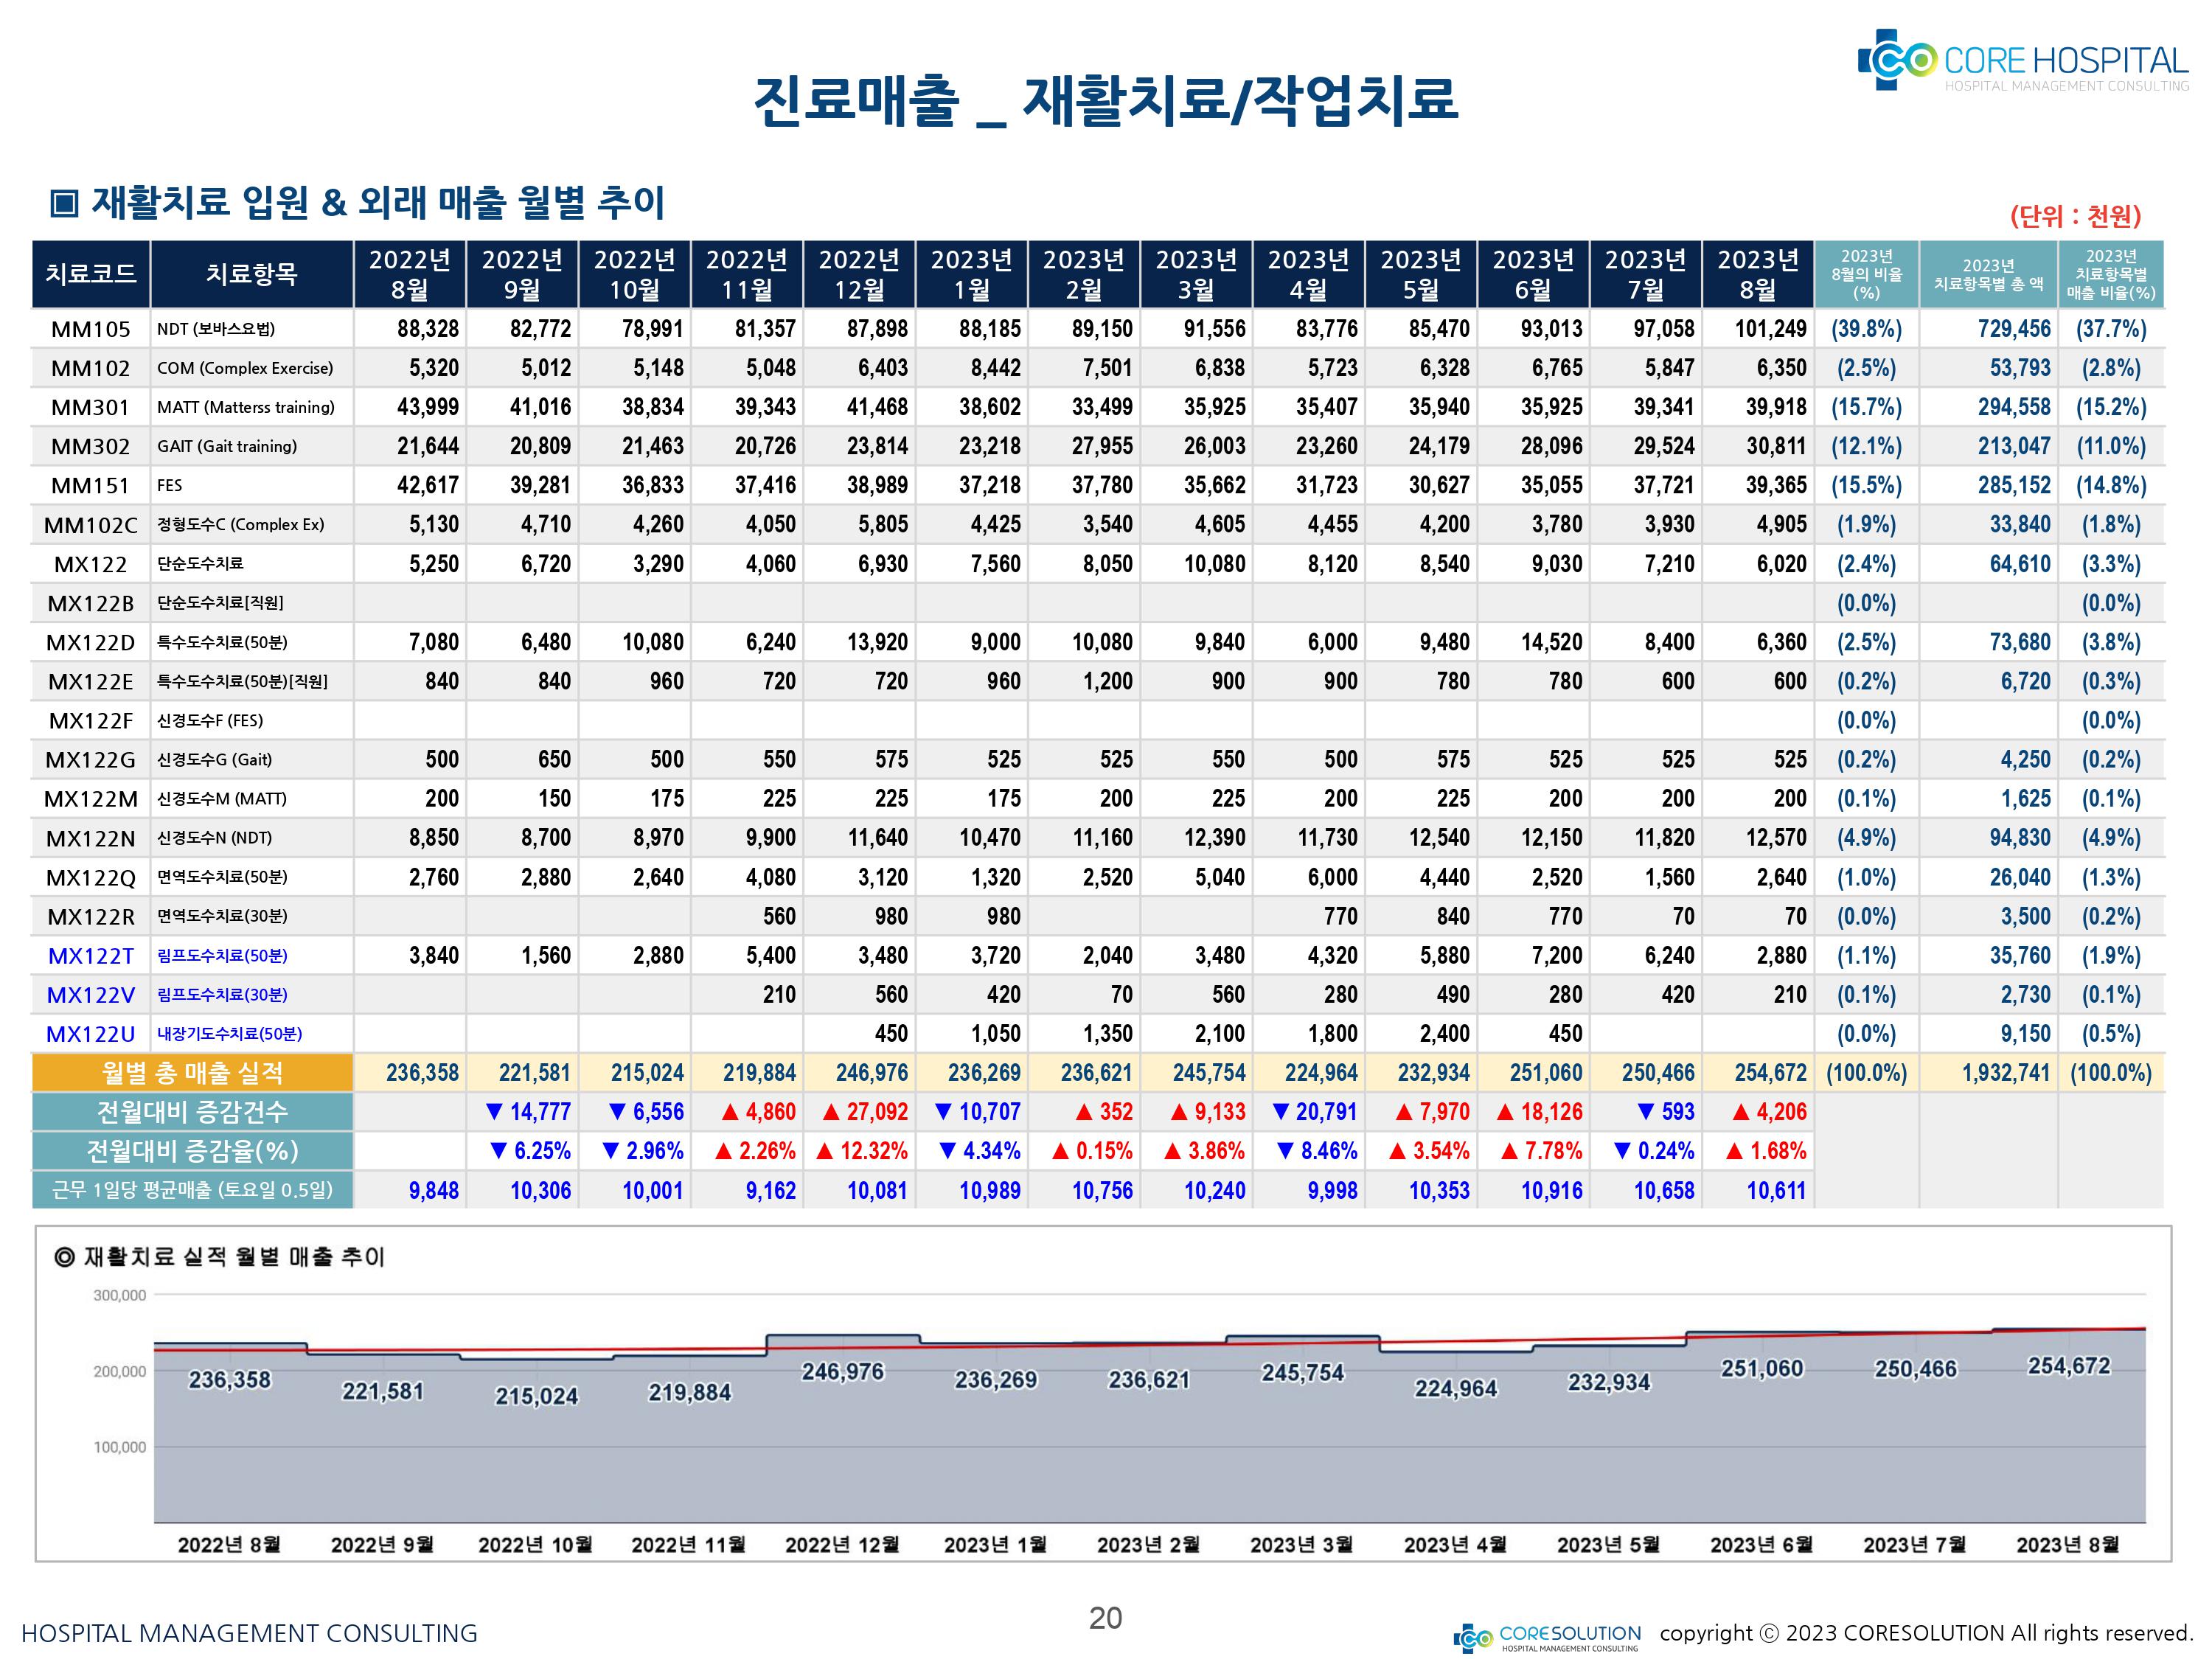 CO CORE HOSPITAL
HOSPITAL MANAGEMENT CONSULTING
진료매출 _ 재활치료/작업치료
▣ 재활치료 입원 & 외래 매출 월별 추이
(단위 : 천원)
치료코드 치료항목 2022년 8월 2022년 9월 2022년 10월 2022년 11월 2022년 12월 2023년 1월 2023년 2월 2023년 3월 2023년 4월 2023년 5월 2023년 6월 2023년 7월 2023년 8월 2023년 8월의 비율 (%) 2023년 치료항목별 총 액 2023년 치료항목별 매출 비율(%)
MM105 NDT (보바스요법) 88,328 82,772 78,991 81,357 87,898 88,185 89,150 91,556 83,776 85,470 93,013 97,058 101,249 (39.8%) 729,456 (37.7%)
MM102 COM (Complex Exercise) 5,320 5,012 5,148 5,048 6,403 8,442 7,501 6,838 5,723 6,328 6,765 5,847 6,350 (2.5%) 53,793 (2.8%)
MM301 MATT (Matterss training) 43,999 41,016 38,834 39,343 41,468 38,602 33,499 35,925 35,407 35,940 35,925 39,341 39,918 (15.7%) 294,558 (15.2%)
MM302 GAIT (Gait training) 21,644 20,809 21,463 20,726 23,814 23,218 27,955 26,003 23,260 24,179 28,096 29,524 30,811 (12.1%) 213,047 (11.0%)
MM151 FES 42,617 39,281 36,833 37,416 38,989 37,218 37,780 35,662 31,723 30,627 35,055 37,721 39,365 (15.5%) 285,152 (14.8%)
MM102C 정형도수C (Complex Ex) 5,130 4,710 4,260 4,050 5,805 4,425 3,540 4,605 4,455 4,200 3,780 3,930 4,905 (1.9%) 33,840 (1.8%)
MX122 단순도수치료 5,250 6,720 3,290 4,060 6,930 7,560 8,050 10,080 8,120 8,540 9,030 7,210 6,020 (2.4%) 64,610 (3.3%)
MX122B 단순도수치료[직원] (0.0%) (0.0%)
MX122D 특수도수치료(50분) 7,080 6,480 10,080 6,240 13,920 9,000 10,080 9,840 6,000 9,480 14,520 8,400 6,360 (2.5%) 73,680 (3.8%)
MX122E 특수도수치료(50분)[직원] 840 840 960 720 720 960 1,200 900 900 780 780 600 600 (0.2%) 6,720 (0.3%)
MX122F 신경도수F (FES) (0.0%) (0.0%)
MX122G 신경도수G (Gait) 500 650 500 550 575 525 525 550 500 575 525 525 525 (0.2%) 4,250 (0.2%)
MX122M 신경도수M (MATT) 200 150 175 225 225 175 200 225 200 225 200 200 200 (0.1%) 1,625 (0.1%)
MX122N 신경도수N (NDT) 8,850 8,700 8,970 9,900 11,640 10,470 11,160 12,390 11,730 12,540 12,150 11,820 12,570 (4.9%) 94,830 (4.9%)
MX122Q 면역도수치료(50분) 2,760 2,880 2,640 4,080 3,120 1,320 2,520 5,040 6,000 4,440 2,520 1,560 2,640 (1.0%) 26,040 (1.3%)
MX122R 면역도수치료(30분) 560 980 980 770 840 770 70 70 (0.0%) 3,500 (0.2%)
MX122T 림프도수치료(50분) 3,840 1,560 2,880 5,400 3,480 3,720 2,040 3,480 4,320 5,880 7,200 6,240 2,880 (1.1%) 35,760 (1.9%)
MX122V 림프도수치료(30분) 210 560 420 70 560 280 490 280 420 210 (0.1%) 2,730 (0.1%)
MX122U 내장기도수치료(50분) 450 1,050 1,350 2,100 1,800 2,400 450 (0.0%) 9,150 (0.5%)
월별 총 매출 실적 236,358 221,581 215,024 219,884 246,976 236,269 236,621 245,754 224,964 232,934 251,060 250,466 254,672 (100.0%) 1,932,741 (100.0%)
전월대비 증감건수 ▼ 14,777 ▼ 6,556 ▲ 4,860 ▲ 27,092 ▼ 10,707 ▲ 352 ▲ 9,133 ▼ 20,791 ▲ 7,970 ▲ 18,126 ▼ 593 ▲ 4,206
전월대비 증감율(%) ▼ 6.25% ▼ 2.96% ▲ 2.26% ▲ 12.32% ▼ 4.34% ▲ 0.15% ▲ 3.86% ▼ 8.46% ▲ 3.54% ▲ 7.78% ▼ 0.24% ▲ 1.68%
근무 1일당 평균매출 (토요일 0.5일) 9,848 10,306 10,001 9,162 10,081 10,989 10,756 10,240 9,998 10,353 10,916 10,658 10,611
◎ 재활치료 실적 월별 매출 추이
300,000
200,000
100,000
236,358 221,581 215,024 219,884 246,976 236,269 236,621 245,754 224,964 232,934 251,060 250,466 254,672
2022년 8월 2022년 9월 2022년 10월 2022년 11월 2022년 12월 2023년 1월 2023년 2월 2023년 3월 2023년 4월 2023년 5월 2023년 6월 2023년 7월 2023년 8월
HOSPITAL MANAGEMENT CONSULTING
20
CO CORESOLUTION
HOSPITAL MANAGEMENT CONSULTING
copyright ⓒ 2023 CORESOLUTION All rights reserved.